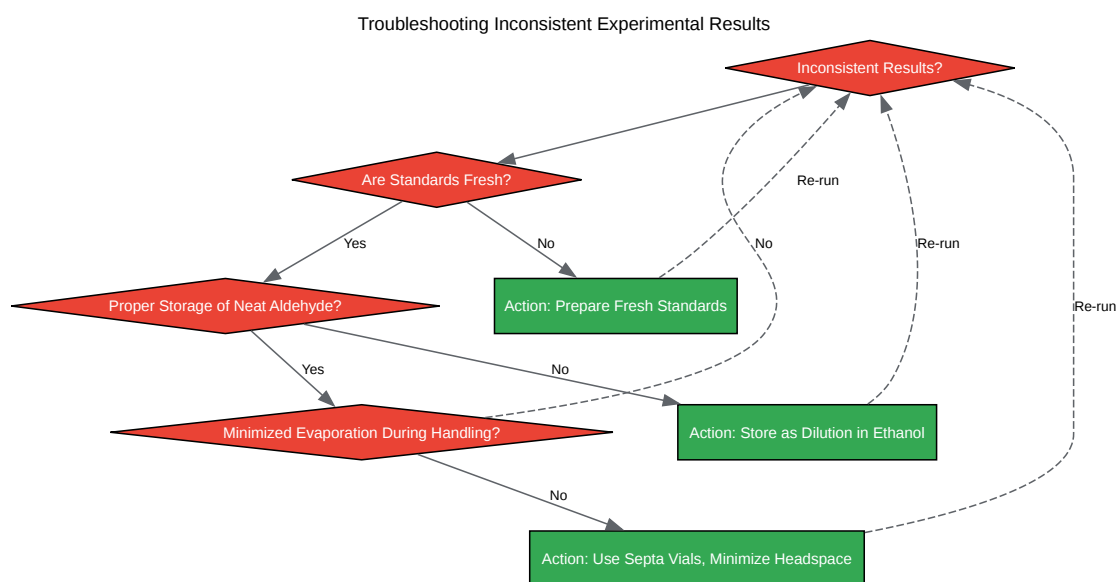 Troubleshooting Inconsistent Experimental Results
Inconsistent Results?
Are Standards Fresh?
Re-run
Yes
No
No
Re-run
Proper Storage of Neat Aldehyde?
Action: Prepare Fresh Standards
Re-run
Yes
No
Minimized Evaporation During Handling?
Action: Store as Dilution in Ethanol
No
Action: Use Septa Vials, Minimize Headspace